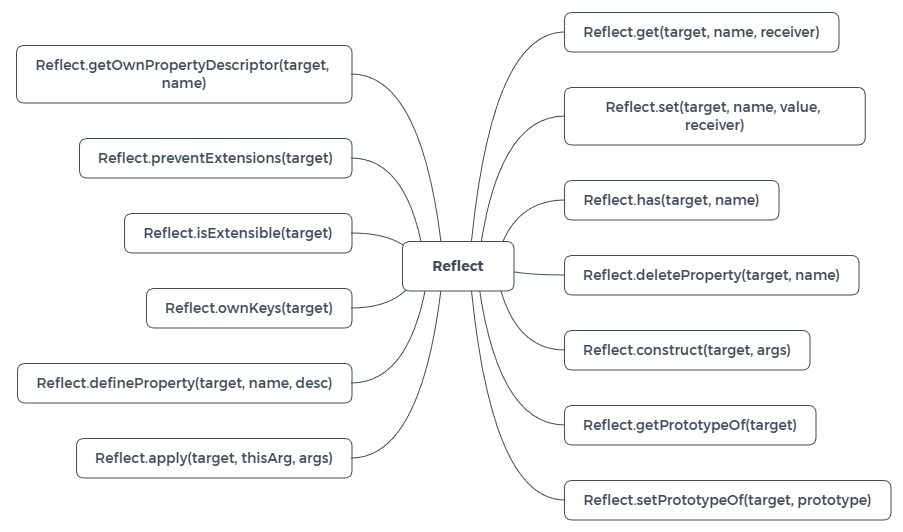 Reflect.getOwnPropertyDescriptor(target,
name)
Reflect.preventExtensions(target)
Reflect.isExtensible(target)
Reflect.ownKeys(target)
Reflect.defineProperty(target, name, desc)
Reflect.apply(target, thisArg, args)
Reflect
Reflect.get(target, name, receiver)
Reflect.set(target, name, value,
receiver)
Reflect.has(target, name)
Reflect.deleteProperty(target, name)
Reflect.construct(target, args)
Reflect.getPrototypeOf(target)
Reflect.setPrototypeOf(target, prototype)